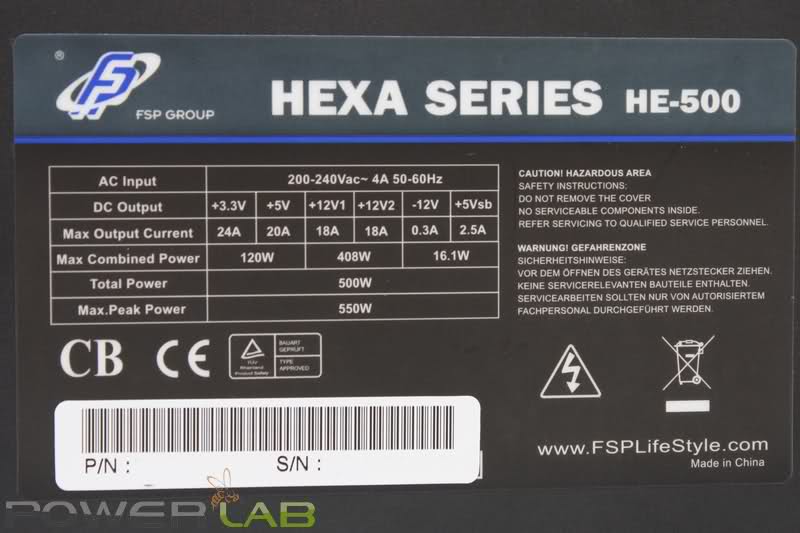 ®
FSP GROUP
HEXA SERIES HE-500
AC Input 200-240Vac~ 4A 50-60Hz
DC Output +3.3V +5V +12V1 +12V2 -12V +5Vsb
Max Output Current 24A 20A 18A 18A 0.3A 2.5A
Max Combined Power 120W 408W 16.1W
Total Power 500W
Max.Peak Power 550W
CAUTION! HAZARDOUS AREA
SAFETY INSTRUCTIONS:
DO NOT REMOVE THE COVER
NO SERVICEABLE COMPONENTS INSIDE.
REFER SERVICING TO QUALIFIED SERVICE PERSONNEL.
WARNUNG! GEFAHRENZONE
SICHERHEITSHINWEISE:
VOR DEM ÖFFNEN DES GERÄTES NETZSTECKER ZIEHEN.
KEINE SERVICERELEVANTEN BAUTEILE ENTHALTEN.
SERVICEARBEITEN SOLLTEN NUR VON AUSGEBILDETEM
FACHPERSONAL DURCHGEFÜHRT WERDEN.
CB CE
TÜV
Rheinland
Product Safety
BAUART
GEPRÜFT
TYPE
APPROVED
P/N : S/N :
www.FSPLifeStyle.com
Made in China
POWERLAB